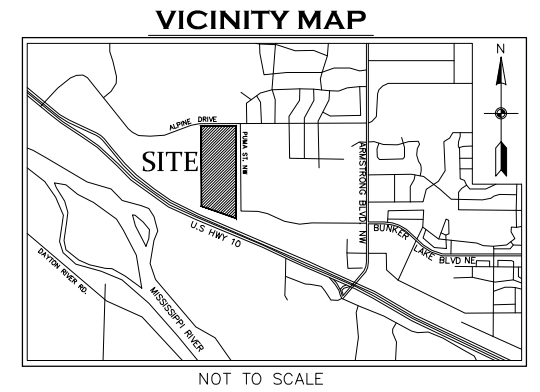 VICINITY MAP
N
ALPINE DRIVE
PUMA ST. NW
SITE
ARMSTRONG BLVD NW
U.S HWY 10
BUNKER LAKE BLVD NE
DAYTON RIVER RD.
MISSISSIPPI RIVER
NOT TO SCALE